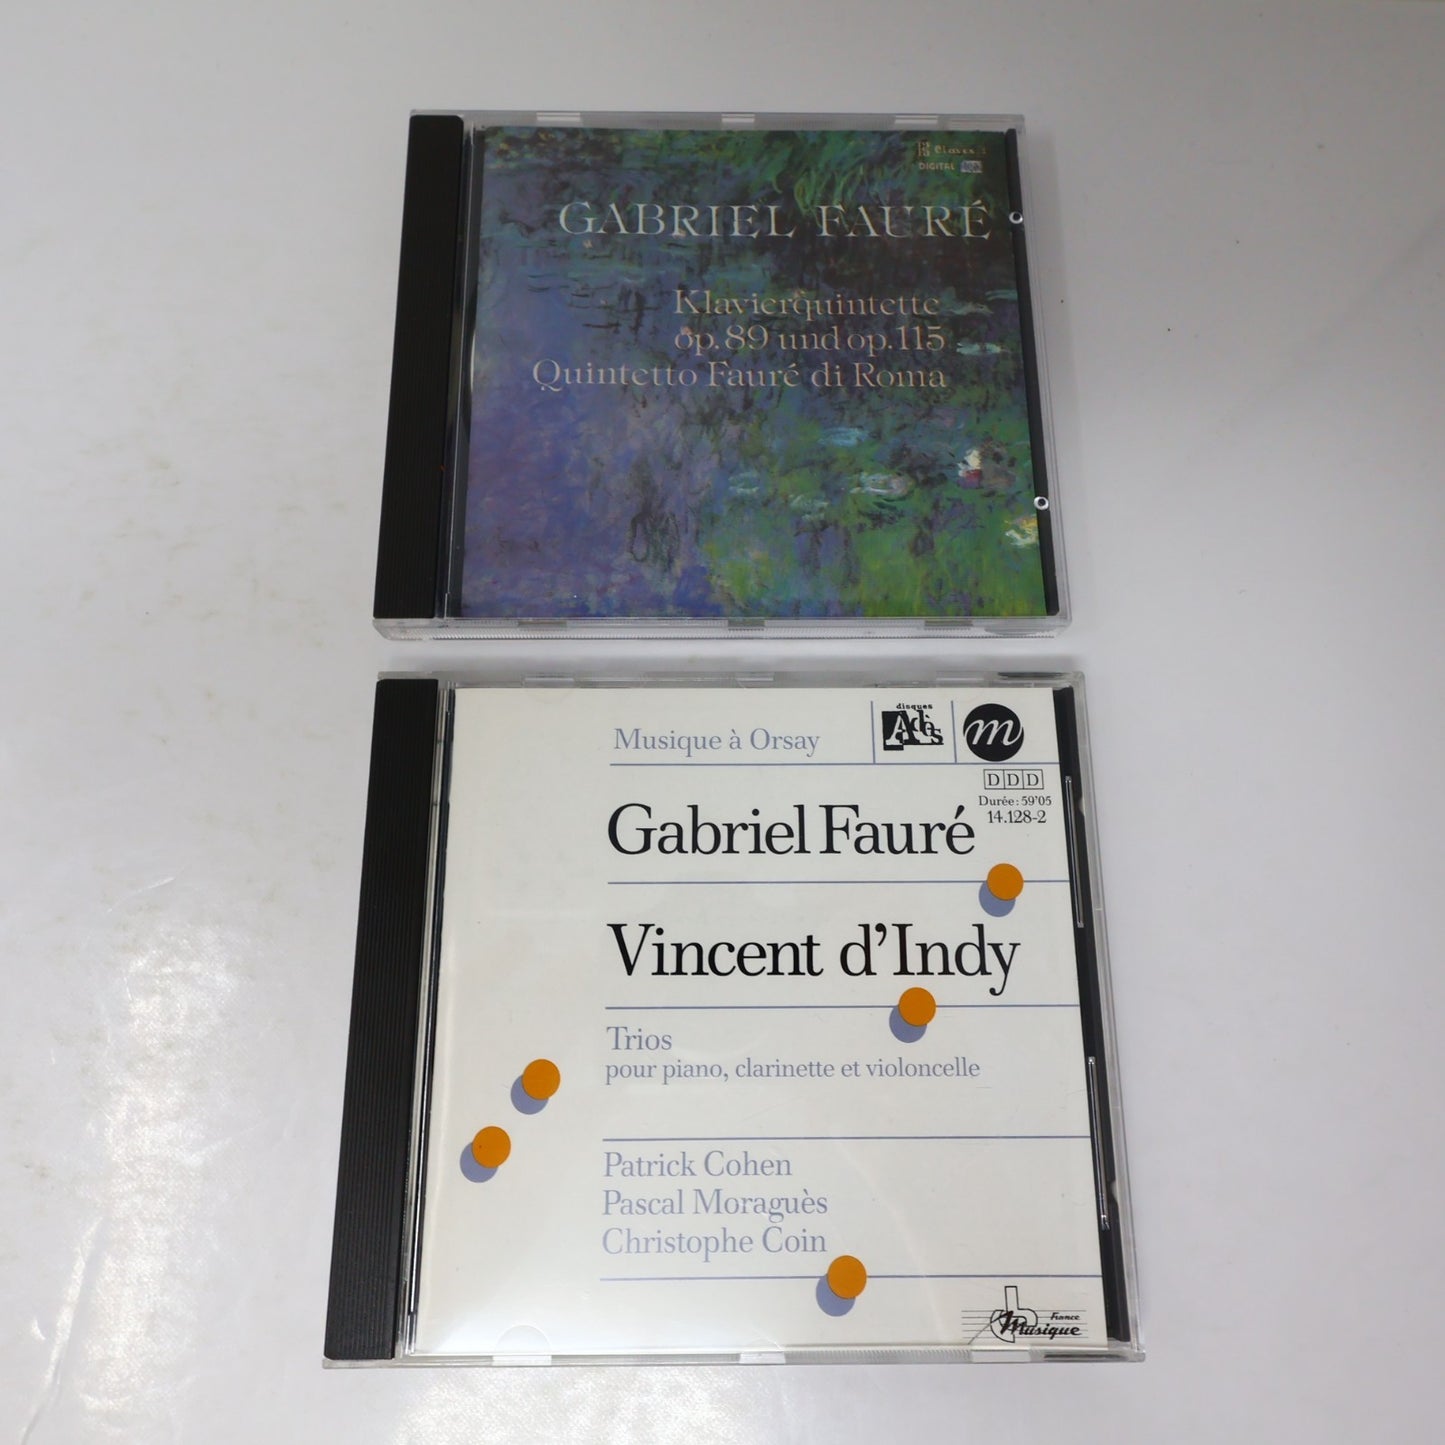 Claves
DIGITAL
GABRIEL FAURÉ
Klavierquintette
op. 89 und op. 115
Quintetto Fauré di Roma
Musique à Orsay
disques
Adès
m
DDD
Durée : 59'05
14.128-2
Gabriel Fauré
Vincent d'Indy
Trios
pour piano, clarinette et violoncelle
Patrick Cohen
Pascal Moraguès
Christophe Coin
France
Musique